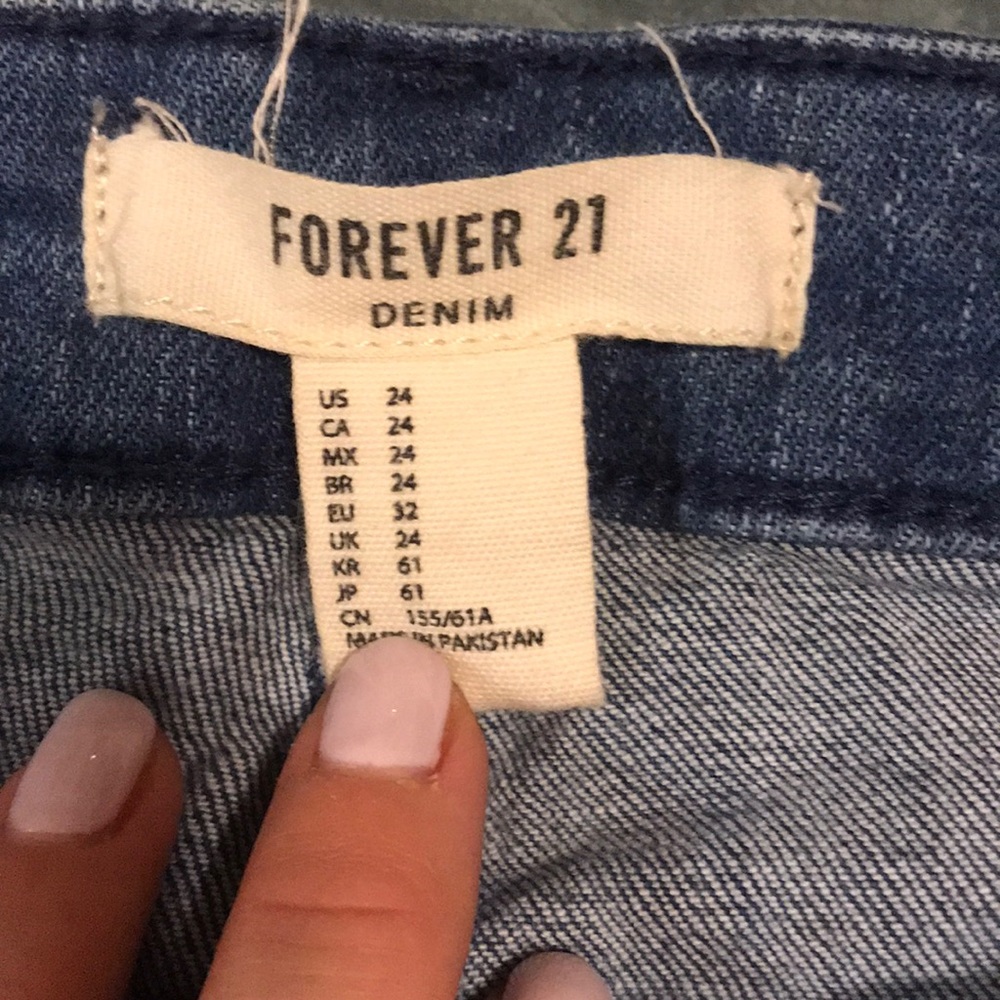 FOREVER 21
DENIM
US 24
CA 24
MX 24
BR 24
EU 32
UK 24
KR 61
JP 61
CN 155/61A
IN PAKISTAN